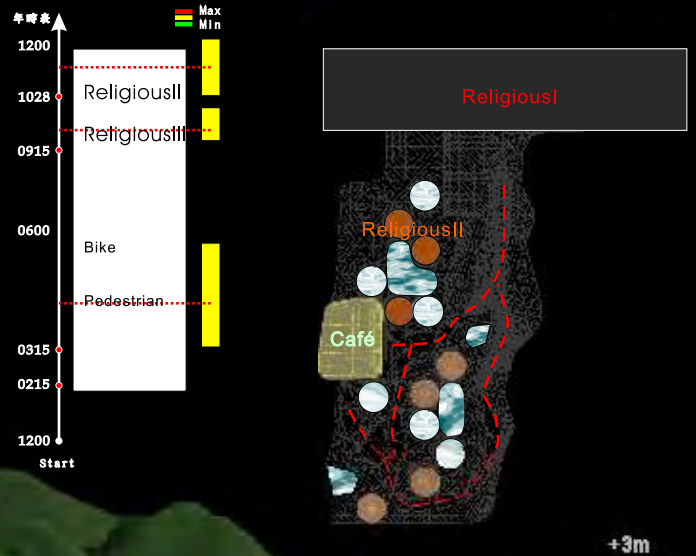 年時表
Max
Min
1200
ReligiousII
1028
ReligiousIII
0915
0600
Bike
Pedestrian
0315
0215
1200
Start
ReligiousI
ReligiousII
Café
+3m